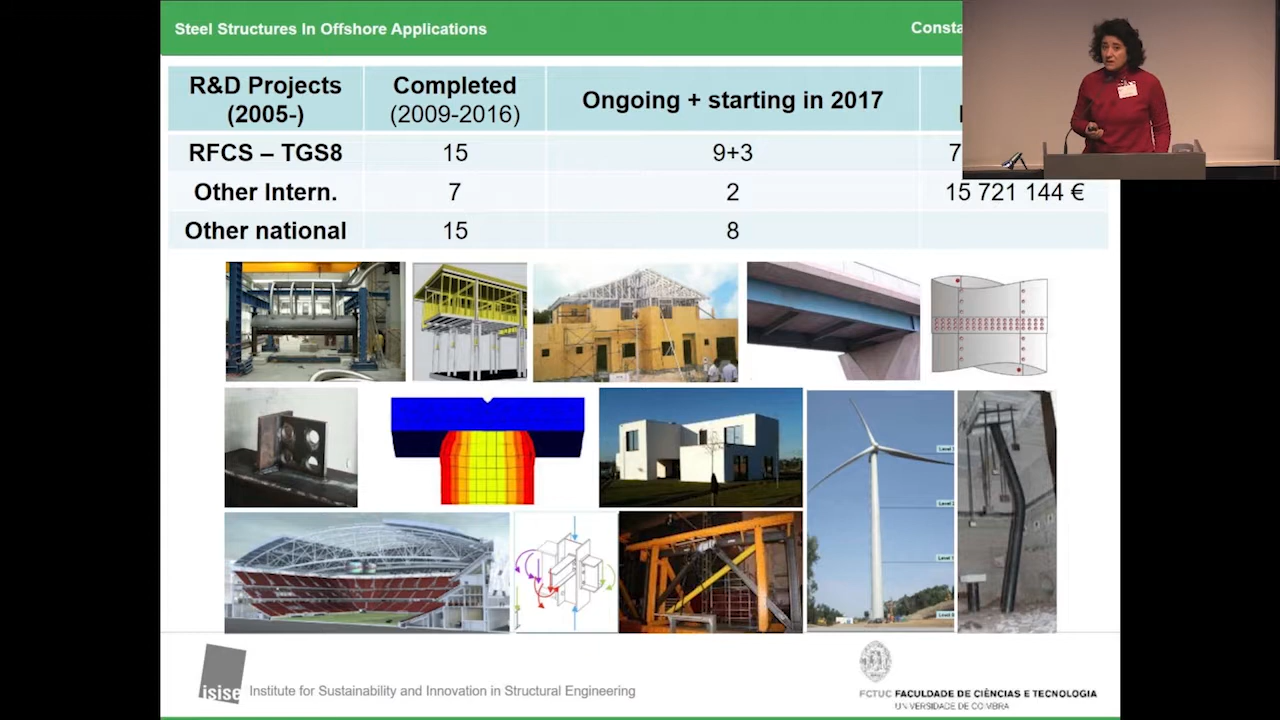 Steel Structures In Offshore Applications
R&D Projects (2005-)
Completed (2009-2016)
Ongoing + starting in 2017
RFCS – TGS8 15 9+3 7
Other Intern. 7 2 15 721 144 €
Other national 15 8
isise Institute for Sustainability and Innovation in Structural Engineering
FCTUC FACULDADE DE CIÊNCIAS E TECNOLOGIA
UNIVERSIDADE DE COIMBRA